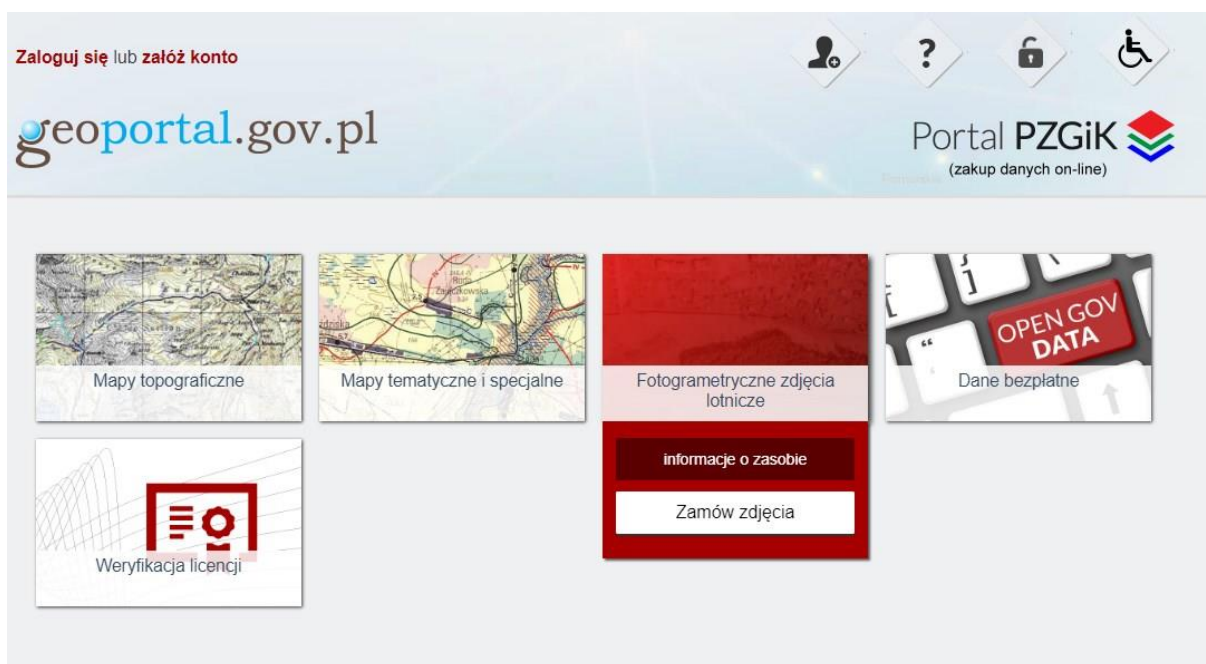 Zaloguj się lub załóż konto
?
geoportal.gov.pl
Portal PZGiK
(zakup danych on-line)
Mapy topograficzne
Mapy tematyczne i specjalne
Fotogrametryczne zdjęcia
lotnicze
OPEN GOV
DATA
Dane bezpłatne
informacje o zasobie
Zamów zdjęcia
Weryfikacja licencji